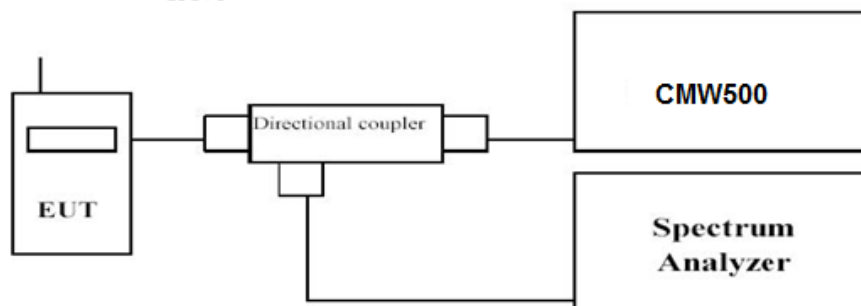 Directional coupler
CMW500
EUT
Spectrum
Analyzer